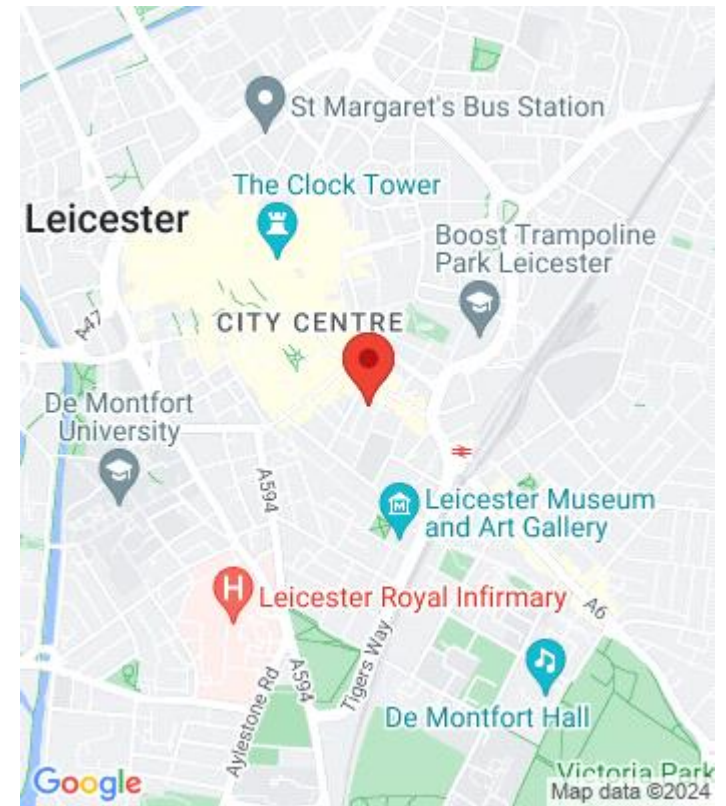 St Margaret's Bus Station
The Clock Tower
Leicester
Boost Trampoline
Park Leicester
CITY CENTRE
A47
De Montfort
University
A594
Leicester Museum
and Art Gallery
Leicester Royal Infirmary
H
A6
A594
Tigers Way
Aylestone Rd
De Montfort Hall
Victoria Park
Google
Map data ©2024